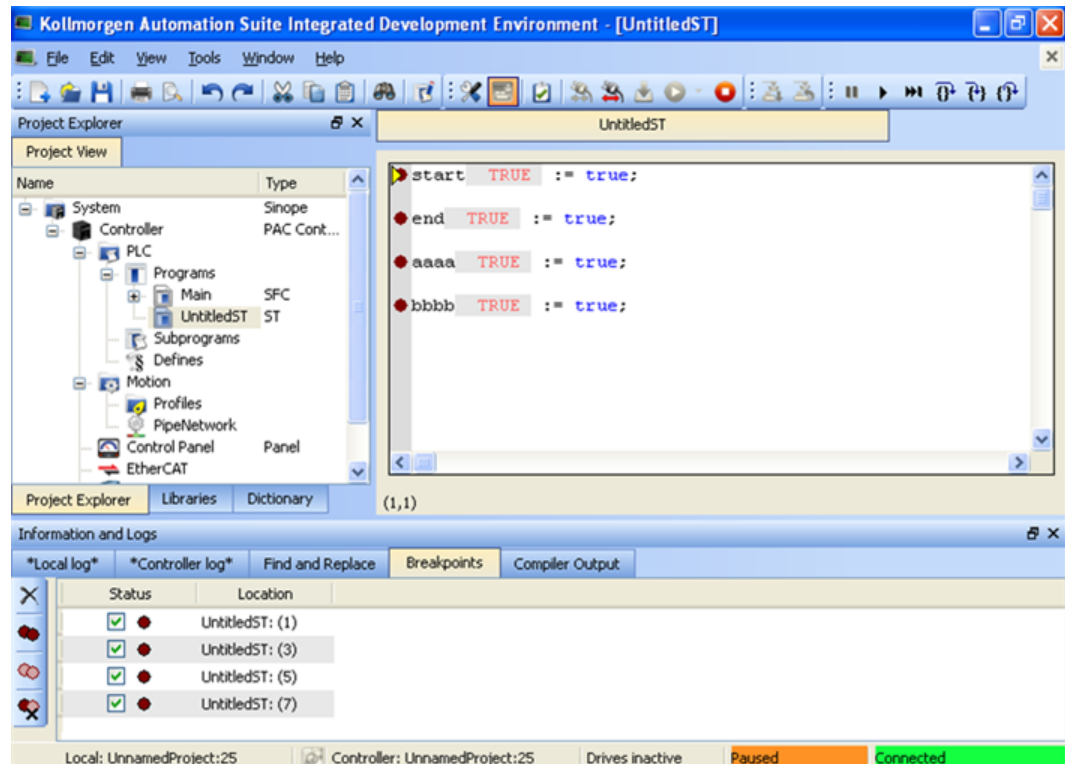 Kollmorgen Automation Suite Integrated Development Environment - [UntitledST]
File Edit View Tools Window Help
Project Explorer
UntitledST
Project View
Name Type
System Sinope
Controller PAC Cont...
PLC
Programs
Main SFC
UntitledST ST
Subprograms
Defines
Motion
Profiles
PipeNetwork
Control Panel Panel
EtherCAT
Project Explorer Libraries Dictionary
start TRUE := true;
end TRUE := true;
aaaa TRUE := true;
bbbb TRUE := true;
(1,1)
Information and Logs
*Local log* *Controller log* Find and Replace Breakpoints Compiler Output
Status Location
UntitledST: (1)
UntitledST: (3)
UntitledST: (5)
UntitledST: (7)
Local: UnnamedProject:25 Controller: UnnamedProject:25 Drives inactive Paused Connected